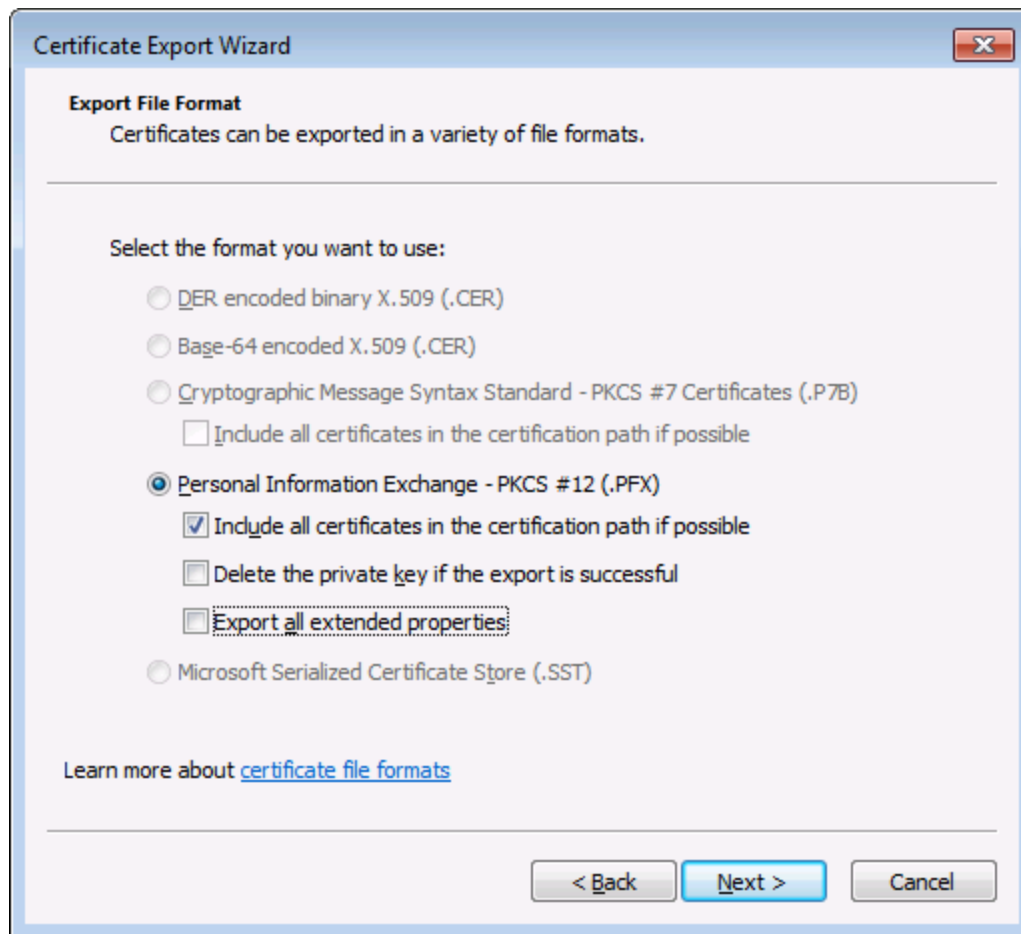 Certificate Export Wizard
Export File Format
Certificates can be exported in a variety of file formats.
Select the format you want to use:
DER encoded binary X.509 (.CER)
Base-64 encoded X.509 (.CER)
Cryptographic Message Syntax Standard - PKCS #7 Certificates (.P7B)
Include all certificates in the certification path if possible
Personal Information Exchange - PKCS #12 (.PFX)
Include all certificates in the certification path if possible
Delete the private key if the export is successful
Export all extended properties
Microsoft Serialized Certificate Store (.SST)
Learn more about certificate file formats
< Back Next > Cancel